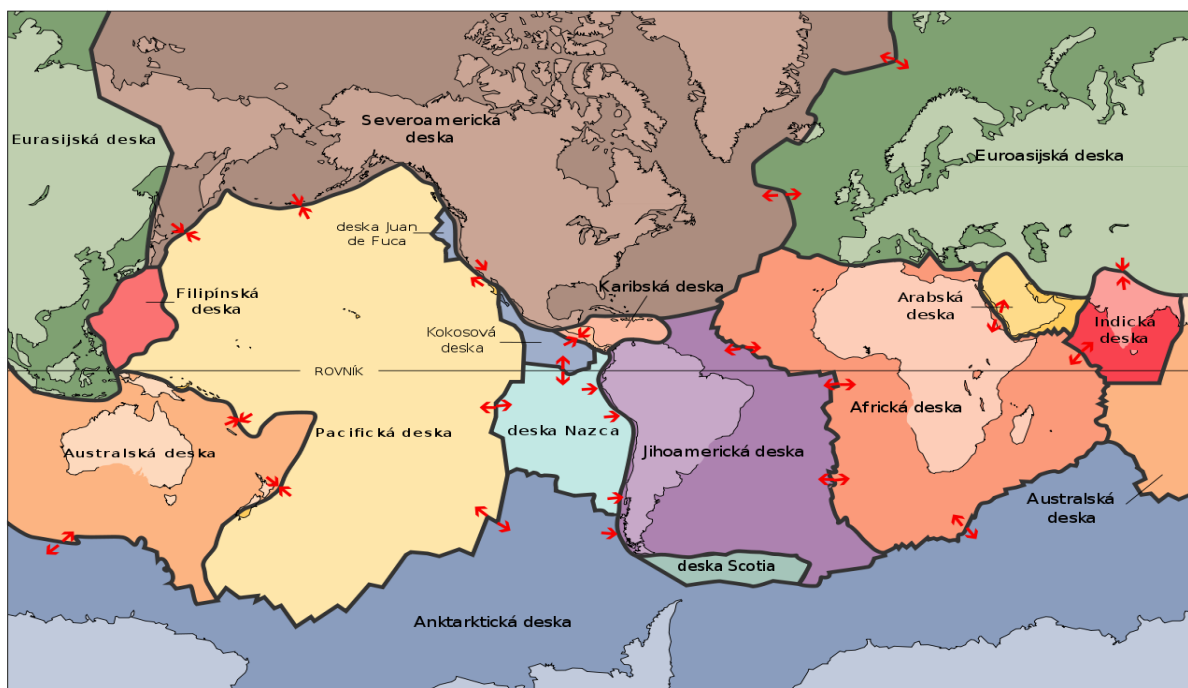 Severoamerická
deska
Eurasijská deska
Euroasijská deska
deska Juan
de Fuca
Karibská deska
Filipínská
deska
Arabská
deska
Indická
deska
Kokosová
deska
ROVNÍK
Africká deska
Pacifická deska
deska Nazca
Jihoamerická deska
Australská deska
Australská
deska
deska Scotia
Anktarktická deska